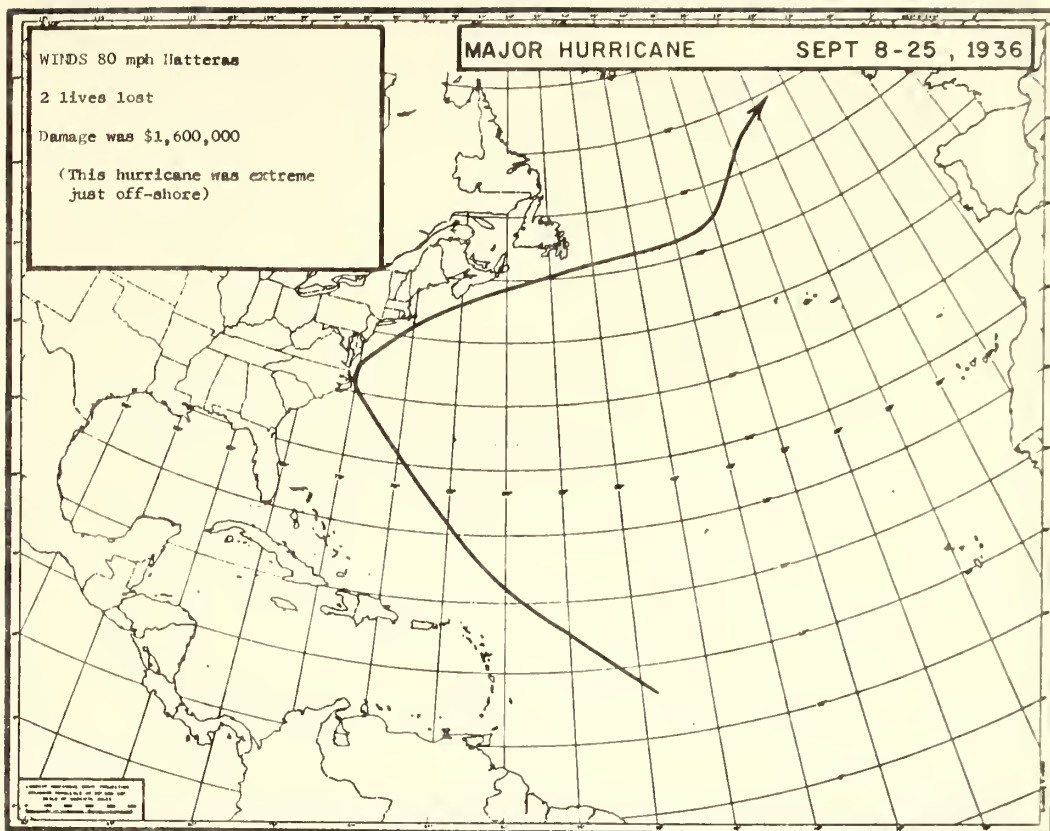 WINDS 80 mph Hatteras
2 lives lost
Damage was $1,600,000
(This hurricane was extreme
just off-shore)
MAJOR HURRICANE SEPT 8-25, 1936